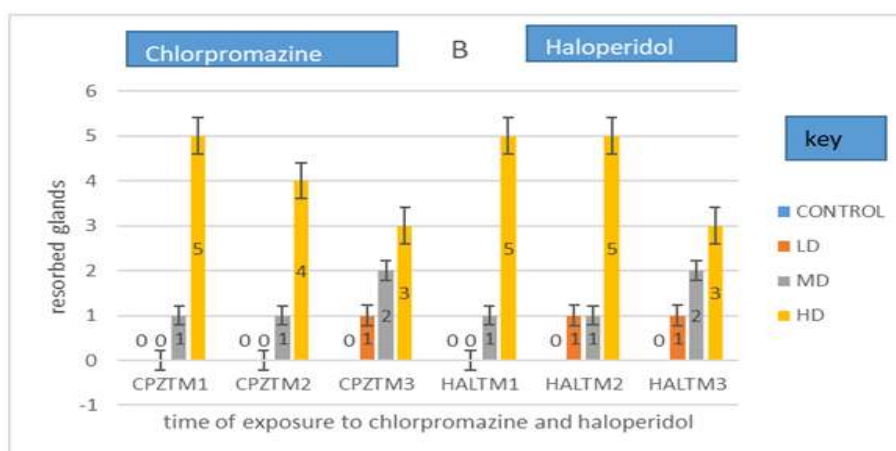 Chlorpromazine B Haloperidol
key
6
5
4
3
2
1
0
-1
resorbed glands
0 0 1 5
0 0 1 4
0 1 2 3
0 0 1 5
0 1 1 5
0 1 2 3
CPZTM1 CPZTM2 CPZTM3 HALTM1 HALTM2 HALTM3
time of exposure to chlorpromazine and haloperidol
CONTROL
LD
MD
HD